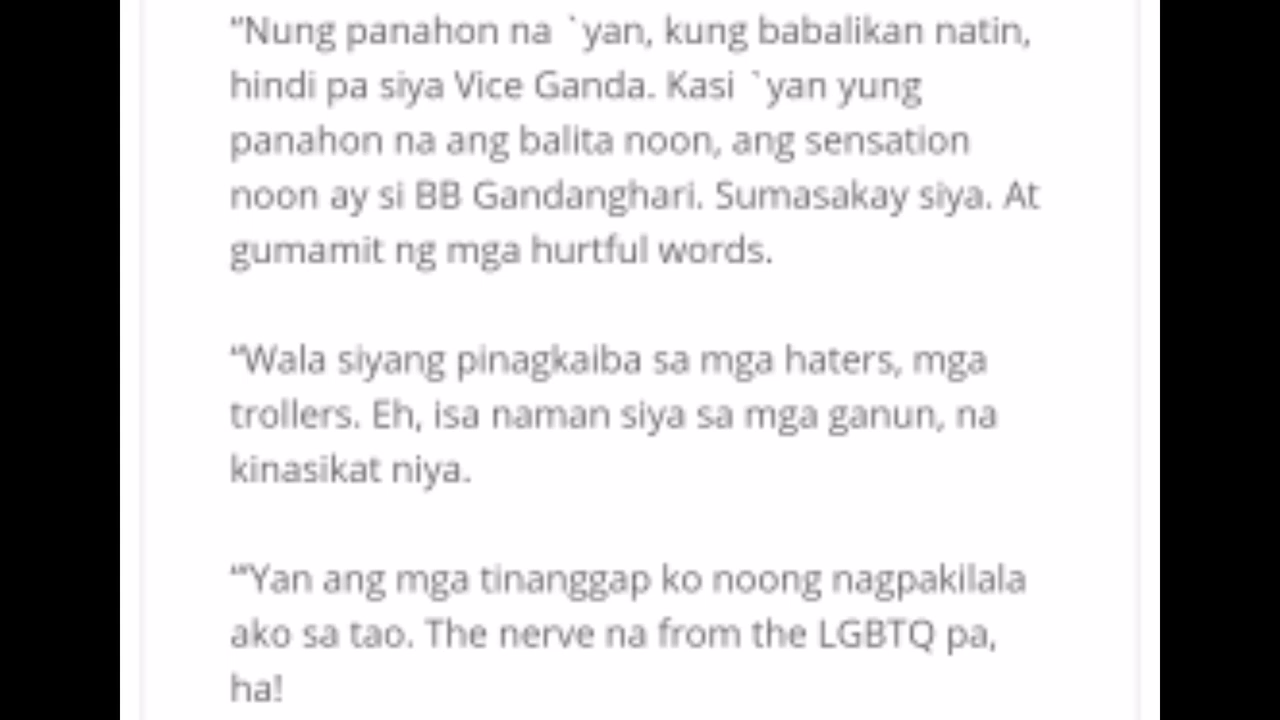 “Nung panahon na `yan, kung babalikan natin,
hindi pa siya Vice Ganda. Kasi `yan yung
panahon na ang balita noon, ang sensation
noon ay si BB Gandanghari. Sumasakay siya. At
gumamit ng mga hurtful words.
“Wala siyang pinagkaiba sa mga haters, mga
trollers. Eh, isa naman siya sa mga ganun, na
kinasikat niya.
“‘Yan ang mga tinanggap ko noong nagpakilala
ako sa tao. The nerve na from the LGBTQ pa,
ha!